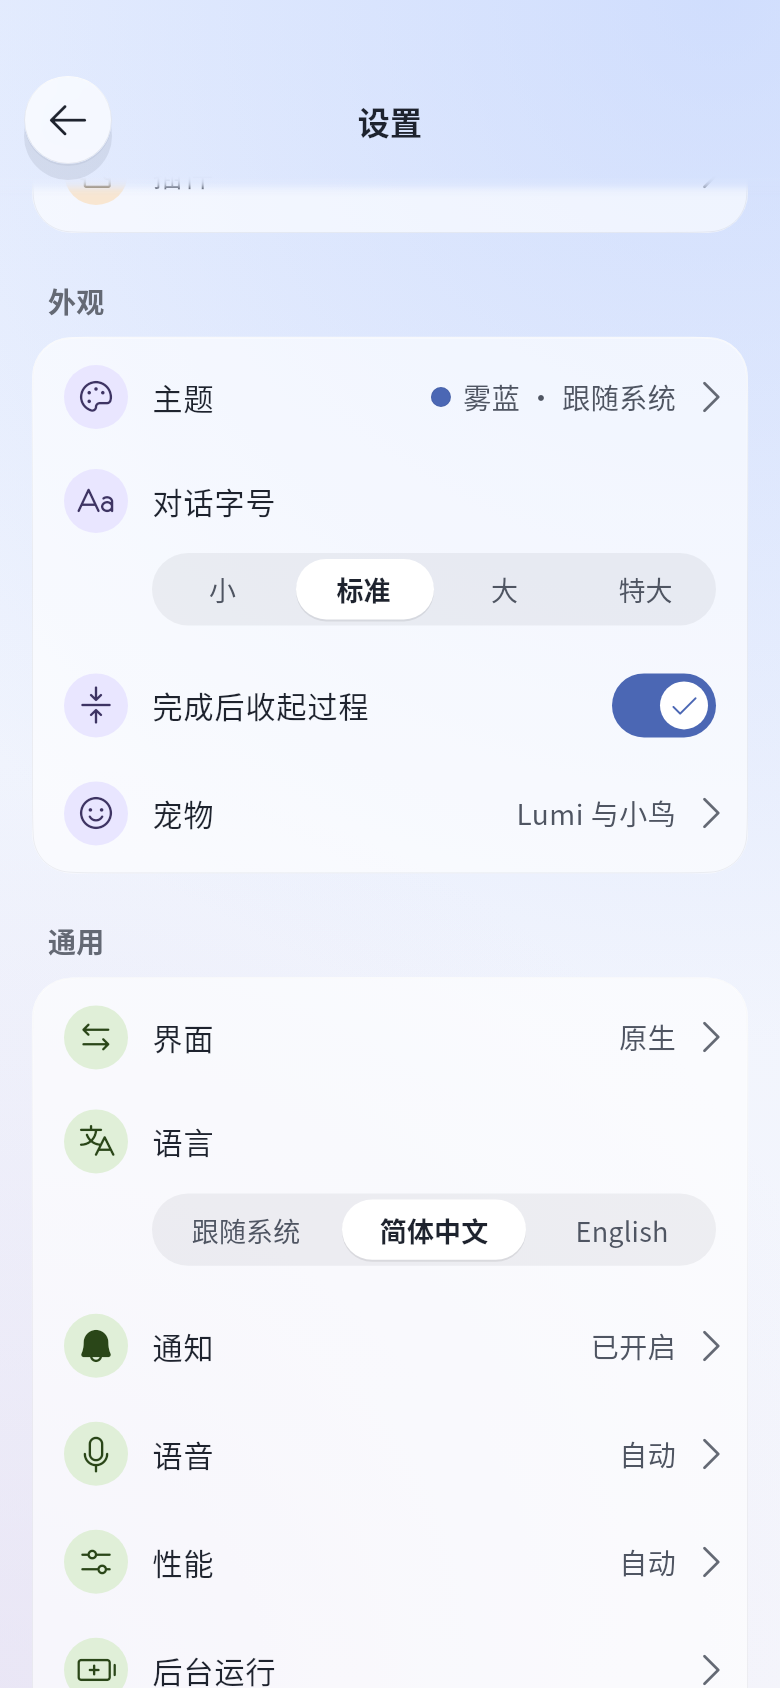 设置
外观
主题
雾蓝 · 跟随系统
Aa
对话字号
小 标准 大 特大
完成后收起过程
宠物
Lumi 与小鸟
通用
界面
原生
文A
语言
跟随系统 简体中文 English
通知
已开启
语音
自动
性能
自动
后台运行